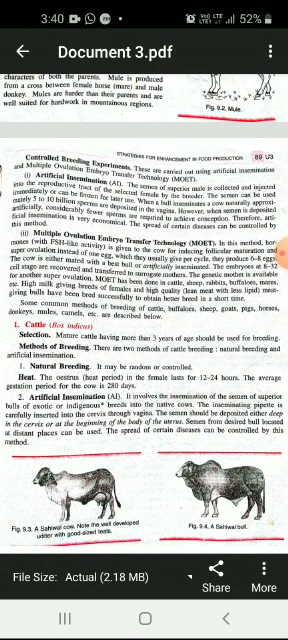 3:40
Vo) LTE
LTE1
52%
Document 3.pdf
characters of both the parents. Mule is produced
from a cross between female horse (mare) and male
donkey. Mules are harder than their parents and are
well suited for hardwork in mountainous regions.
Fig. 9.2. Mule.
STRATEGIES FOR ENHANCEMENT IN FOOD PRODUCTION 89 U3
Controlled Breeding Experiments. These are carried out using artificial insemination
and Multiple Ovulation Embryo Transfer Technology (MOET).
(i) Artificial Insemination (AI). The semen of superior male is collected and injected
into the reproductive tract of the selected female by the breeder. The semen can be used
immediately or can be frozen for later use. When a bull inseminates a cow naturally approxi-
mately 5 to 10 billion sperms are deposited in the vagina. However, when semen is deposited
artificially, considerably fewer sperms are required to achieve conception. Therefore, arti-
ficial insemination is very economical. The spread of certain diseases can be controlled by
this method.
(ii) Multiple Ovulation Embryo Transfer Technology (MOET). In this method, hor-
mones (with FSH-like activity) is given to the cow for inducing follicular maturation and
super ovulation instead of one egg, which they usually give per cycle, they produce 6–8 eggs.
The cow is either mated with a best bull or artificially inseminated. The embryoes at 8–32
cell stage are recovered and transferred to surrogate mothers. The genetic mother is available
for another super ovulation. MOET has been done in cattle, sheep, rabbits, buffaloes, mares,
etc. High milk giving breeds of females and high quality (lean meat with less lipid) meat-
giving bulls have been bred successfully to obtain better breed in a short time.
Some common methods of breeding of cattle, buffaloes, sheep, goats, pigs, horses,
donkeys, mules, camels, etc. are described below.
1. Cattle (Bos indicus)
Selection. Mature cattle having more than 3 years of age should be used for breeding.
Methods of Breeding. There are two methods of cattle breeding : natural breeding and
artificial insemination.
1. Natural Breeding. It may be random or controlled.
Heat. The oestrus (heat period) in the female lasts for 12–24 hours. The average
gestation period for the cow is 280 days.
2. Artificial Insemination (AI). It involves the insemination of the semen of superior
bulls of exotic or indigenous* breeds into the native cows. The inseminating pipette is
carefully inserted into the cervix through vagina. The semen should be deposited either deep
in the cervix or at the beginning of the body of the uterus. Semen from desired bull located
at distant places can be used. The spread of certain diseases can be controlled by this
method.
Fig. 9.3. A Sahiwal cow. Note the well developed
udder with good-sized teats.
Fig. 9.4. A Sahiwal bull.
File Size: Actual (2.18 MB)
Share
More